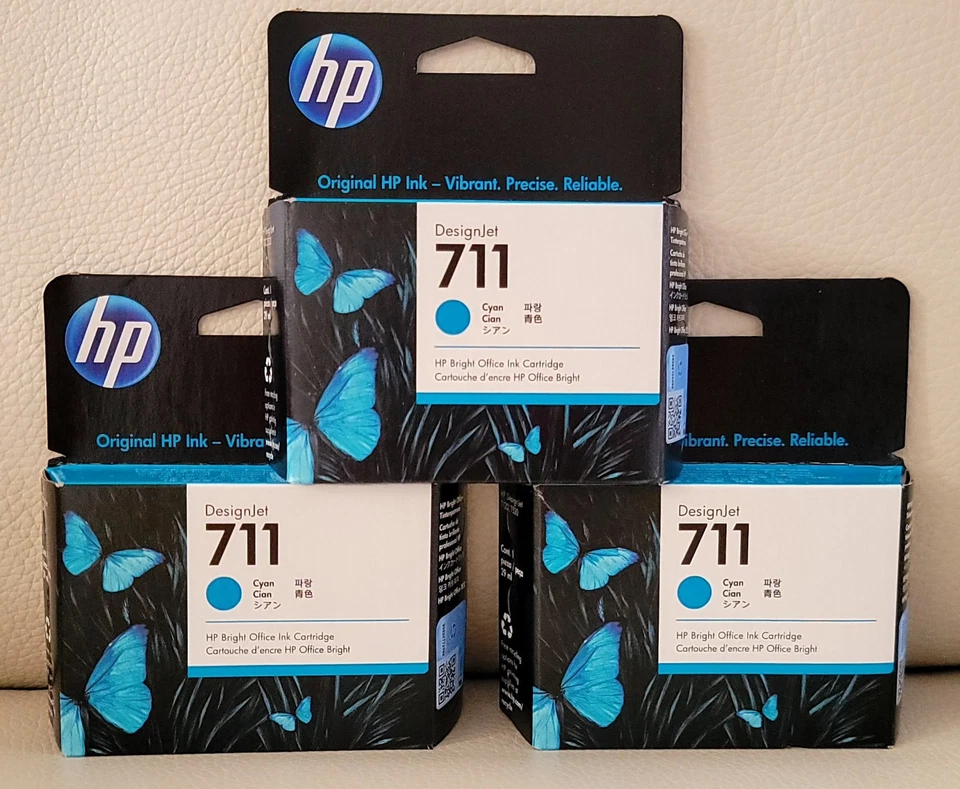 hp
Original HP Ink – Vibrant. Precise. Reliable.
DesignJet
711
Cyan 파랑
Cian 青色
シアン
HP Bright Office Ink Cartridge
Cartouche d'encre HP Office Bright
hp
Original HP Ink – Vibra
DesignJet
711
Cyan 파랑
Cian 青色
シアン
HP Bright Office Ink Cartridge
Cartouche d'encre HP Office Bright
ibrant. Precise. Reliable.
Cont. 1
29 ml
DesignJet
711
Cyan 파랑
Cian 青色
シアン
HP Bright Office Ink Cartridge
Cartouche d'encre HP Office Bright